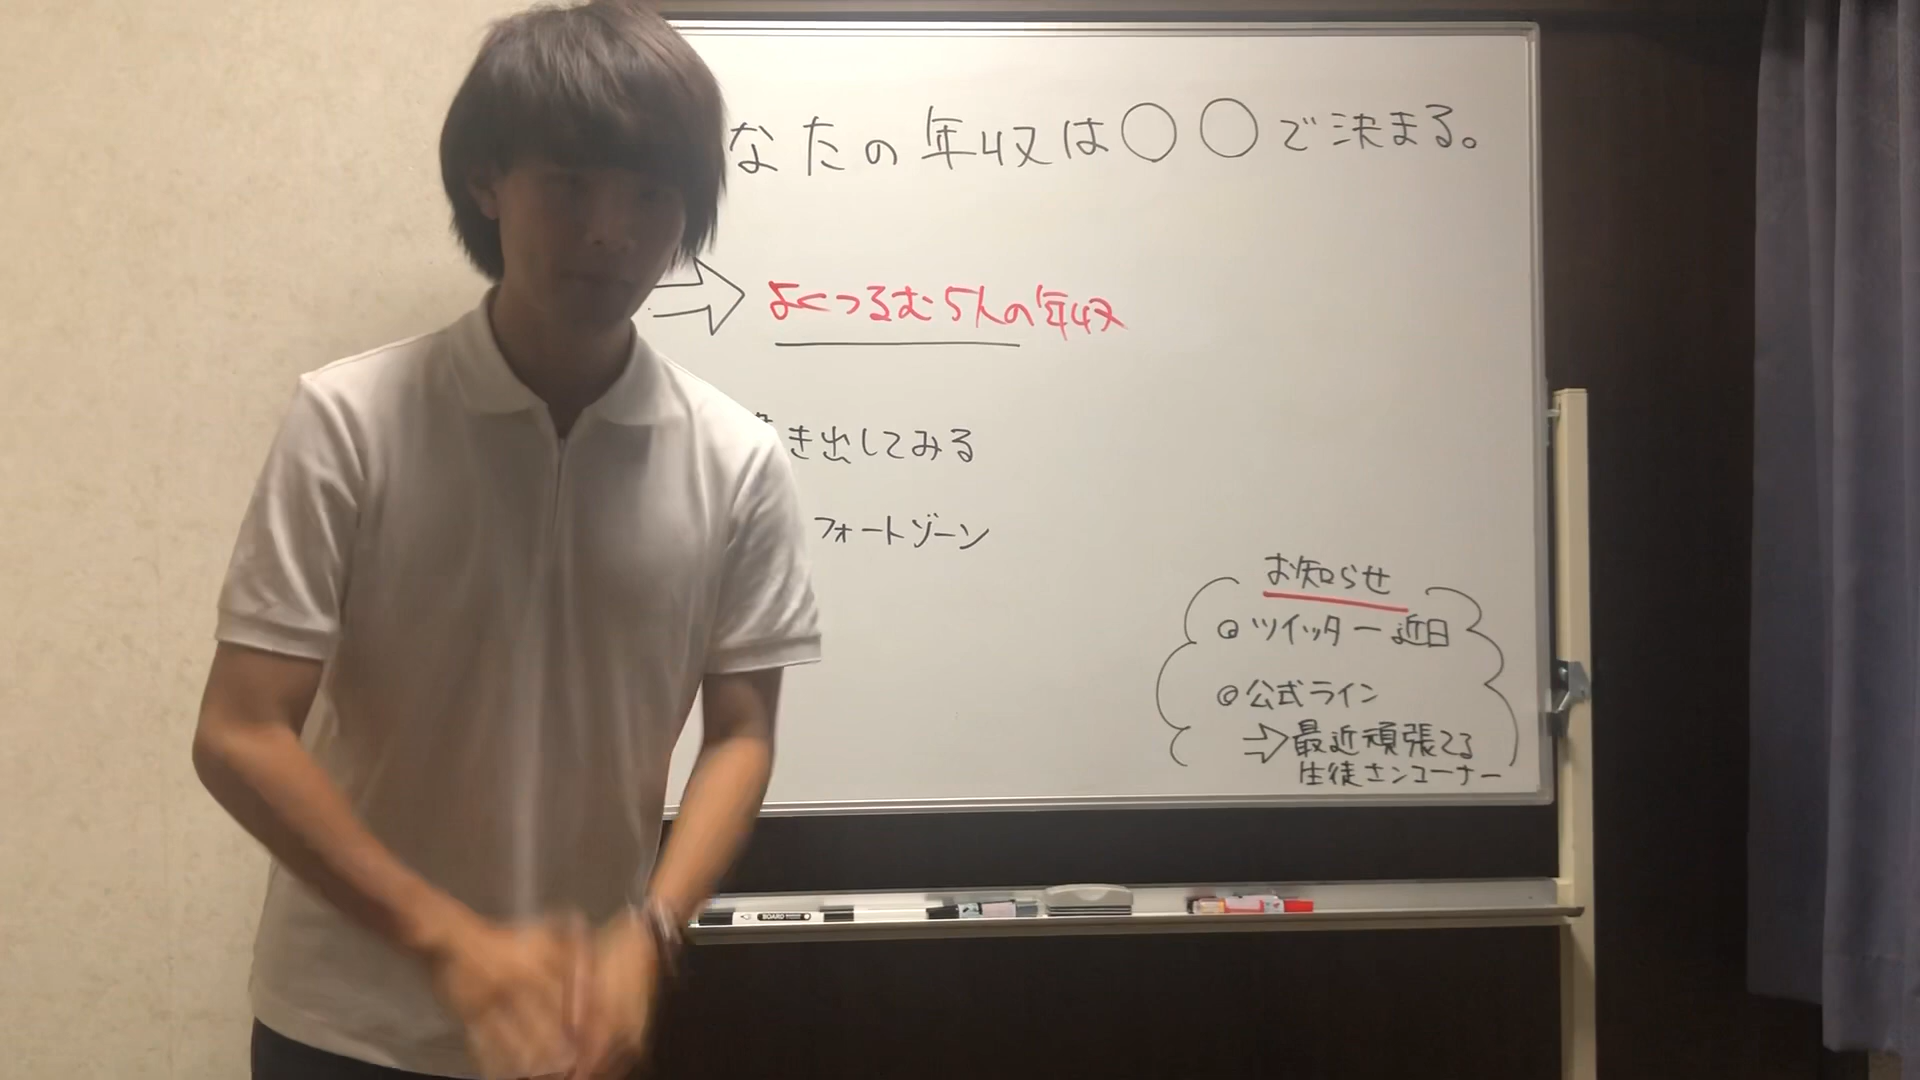 なたの年収は〇〇で決まる。
よくつるむ5人の年収
き出してみる
フォートゾーン
お知らせ
◎ツイッター近日
◎公式ライン
⇒最近頑張てる
生徒さんコーナー
BOARD